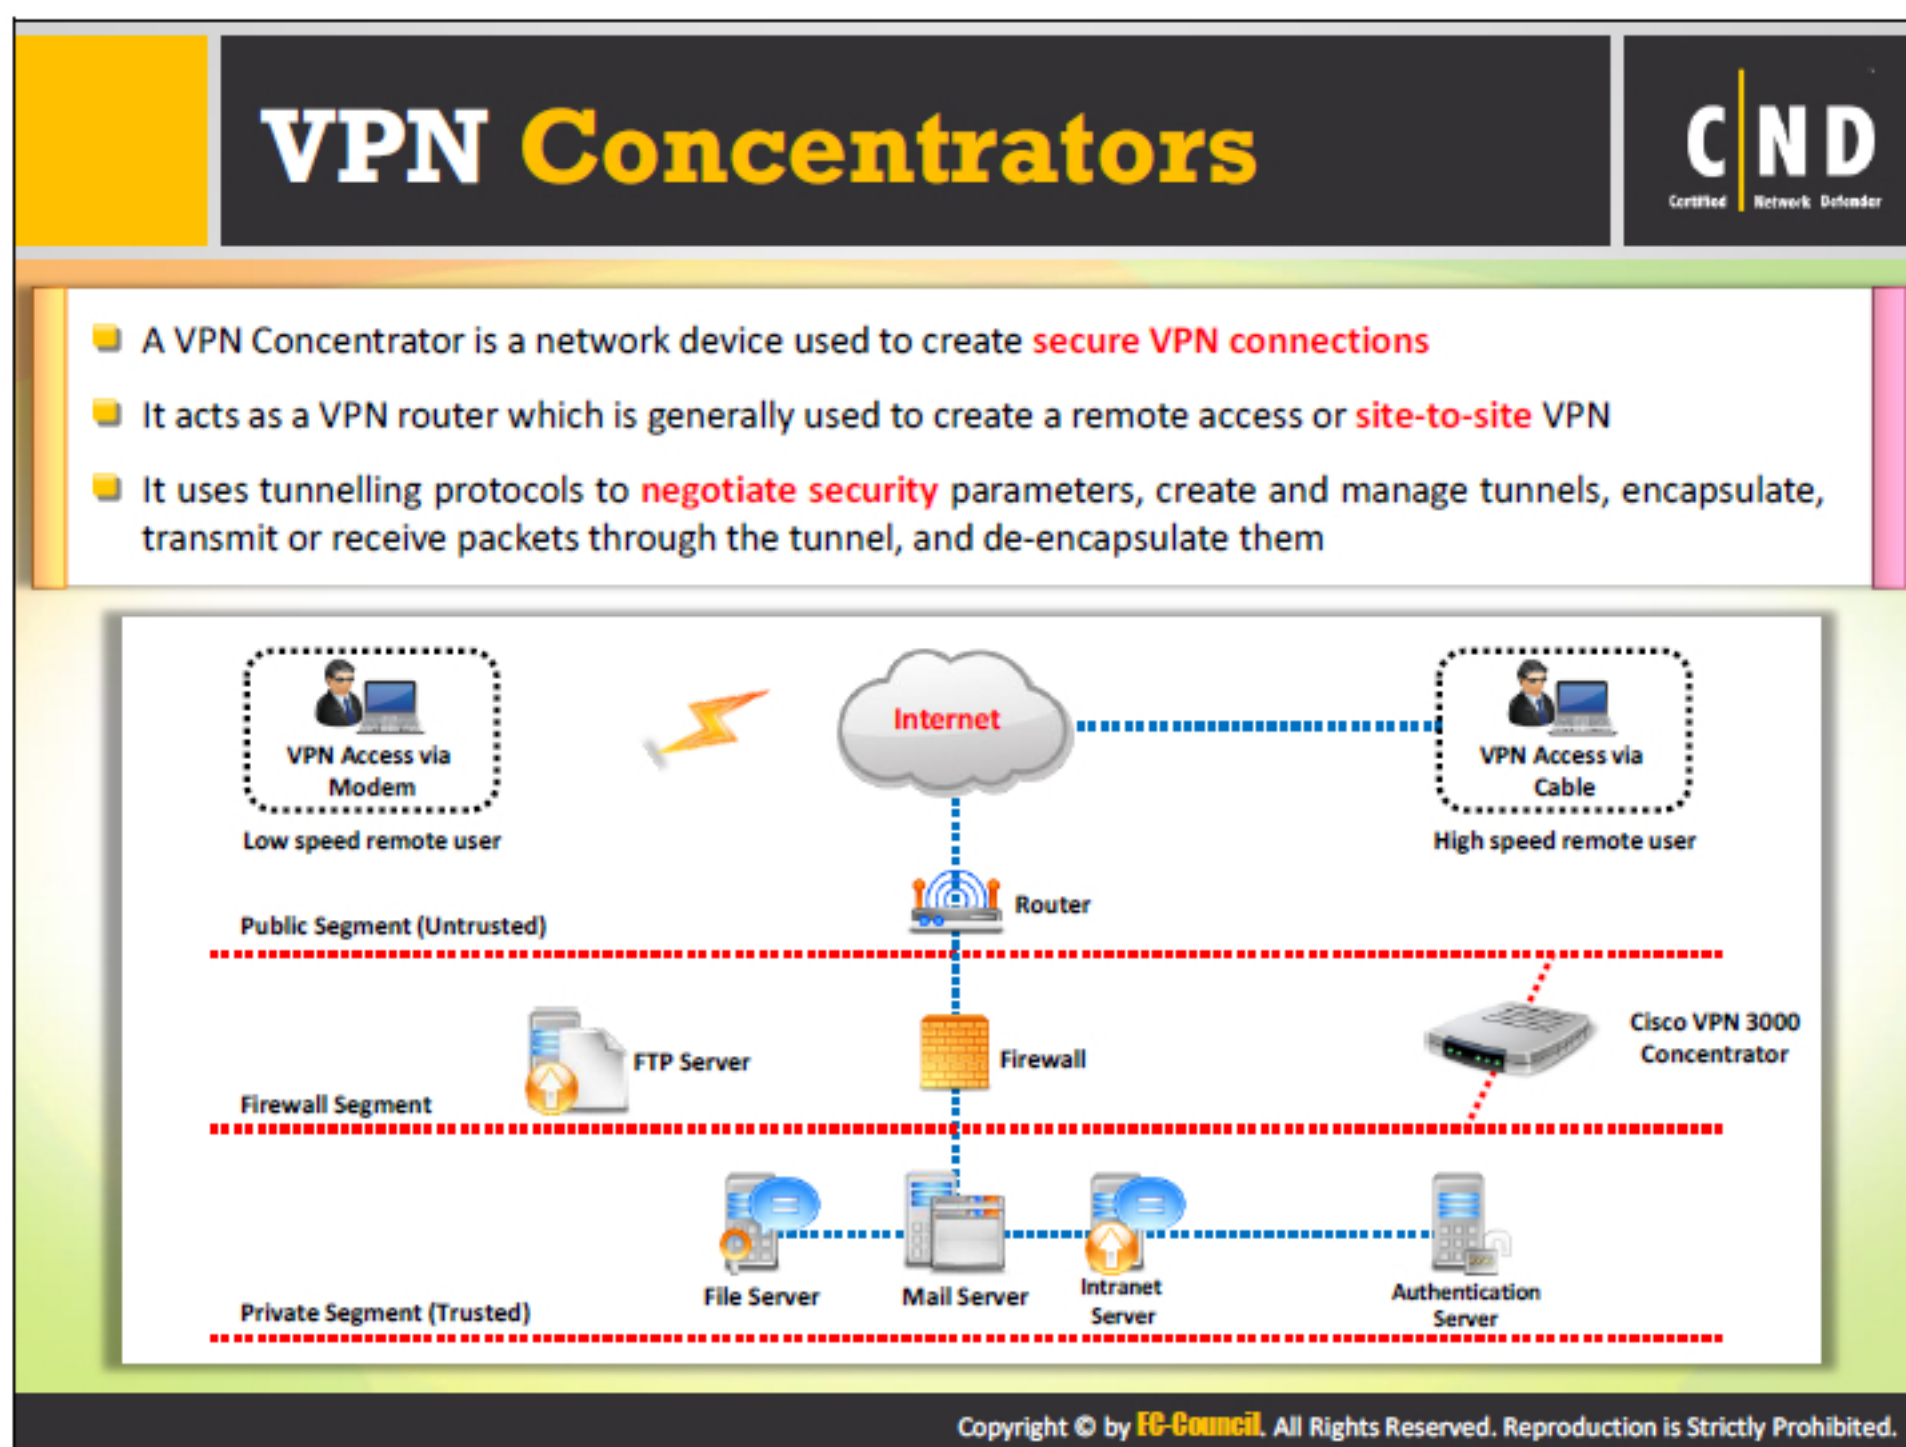 VPN Concentrators
C|ND
Certified Network Defender
A VPN Concentrator is a network device used to create secure VPN connections
It acts as a VPN router which is generally used to create a remote access or site-to-site VPN
It uses tunnelling protocols to negotiate security parameters, create and manage tunnels, encapsulate,
transmit or receive packets through the tunnel, and de-encapsulate them
VPN Access via
Modem
Low speed remote user
Internet
VPN Access via
Cable
High speed remote user
Router
Public Segment (Untrusted)
FTP Server
Firewall
Cisco VPN 3000
Concentrator
Firewall Segment
File Server
Mail Server
Intranet
Server
Authentication
Server
Private Segment (Trusted)
Copyright © by EC-Council. All Rights Reserved. Reproduction is Strictly Prohibited.